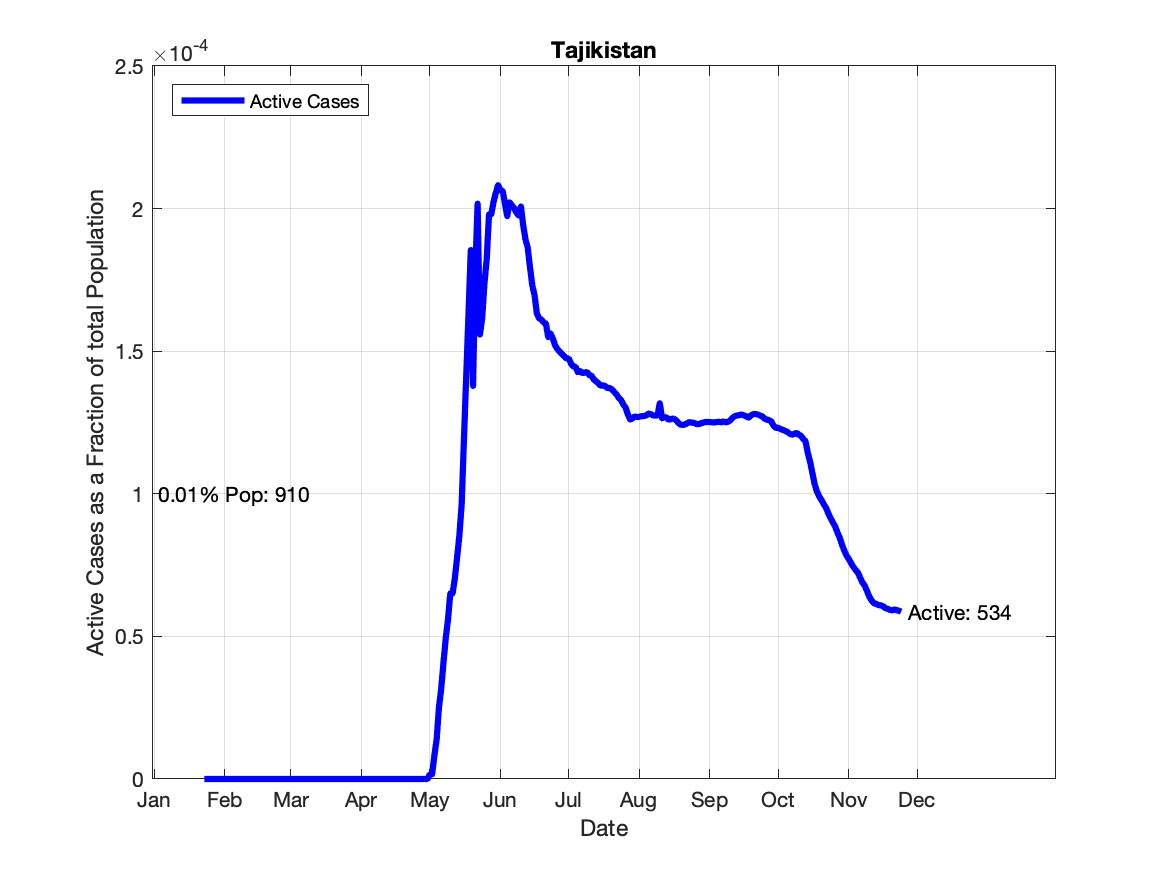 Tajikistan
×10-4
2.5
2
1.5
1
0.5
0
Active Cases
0.01% Pop: 910
Active: 534
Jan Feb Mar Apr May Jun Jul Aug Sep Oct Nov Dec
Date
Active Cases as a Fraction of total Population